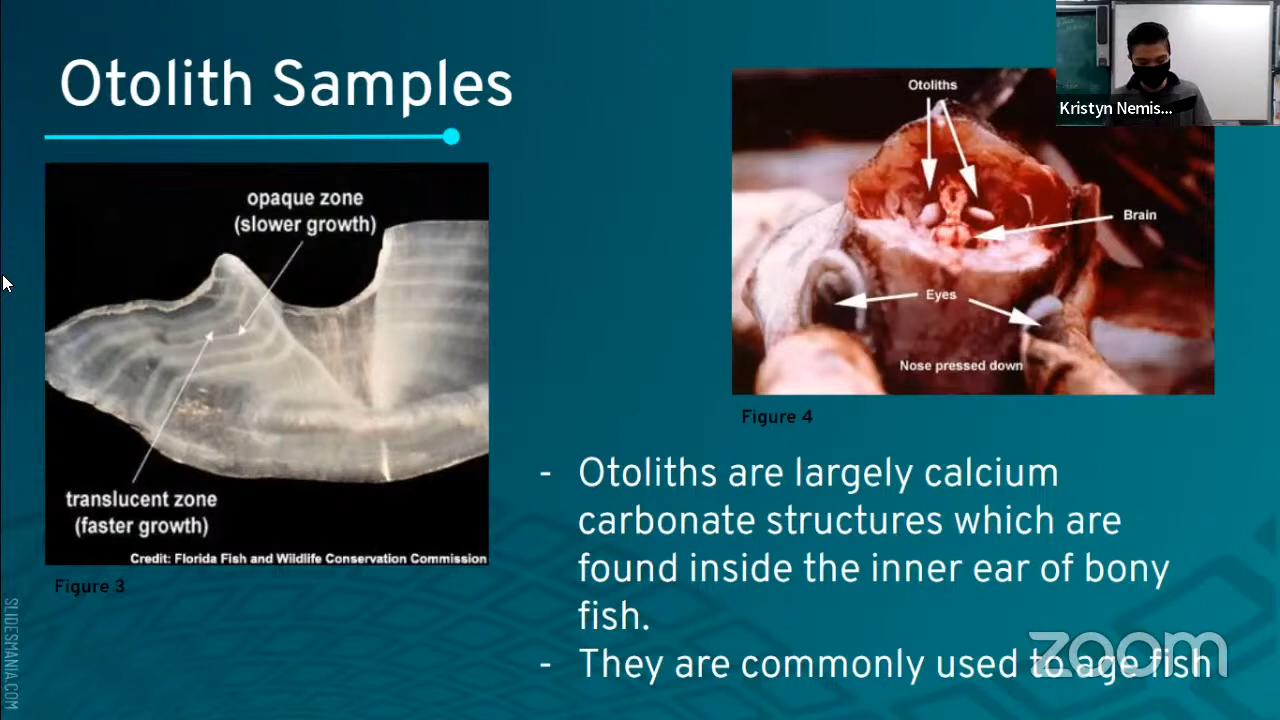 Otolith Samples
opaque zone
(slower growth)
translucent zone
(faster growth)
Credit: Florida Fish and Wildlife Conservation Commission
Figure 3
Otoliths
Brain
Eyes
Nose pressed down
Figure 4
Kristyn Nemis...
- Otoliths are largely calcium
carbonate structures which are
found inside the inner ear of bony
fish.
- They are commonly used to age fish
zoom
SLIDESMANIA.COM